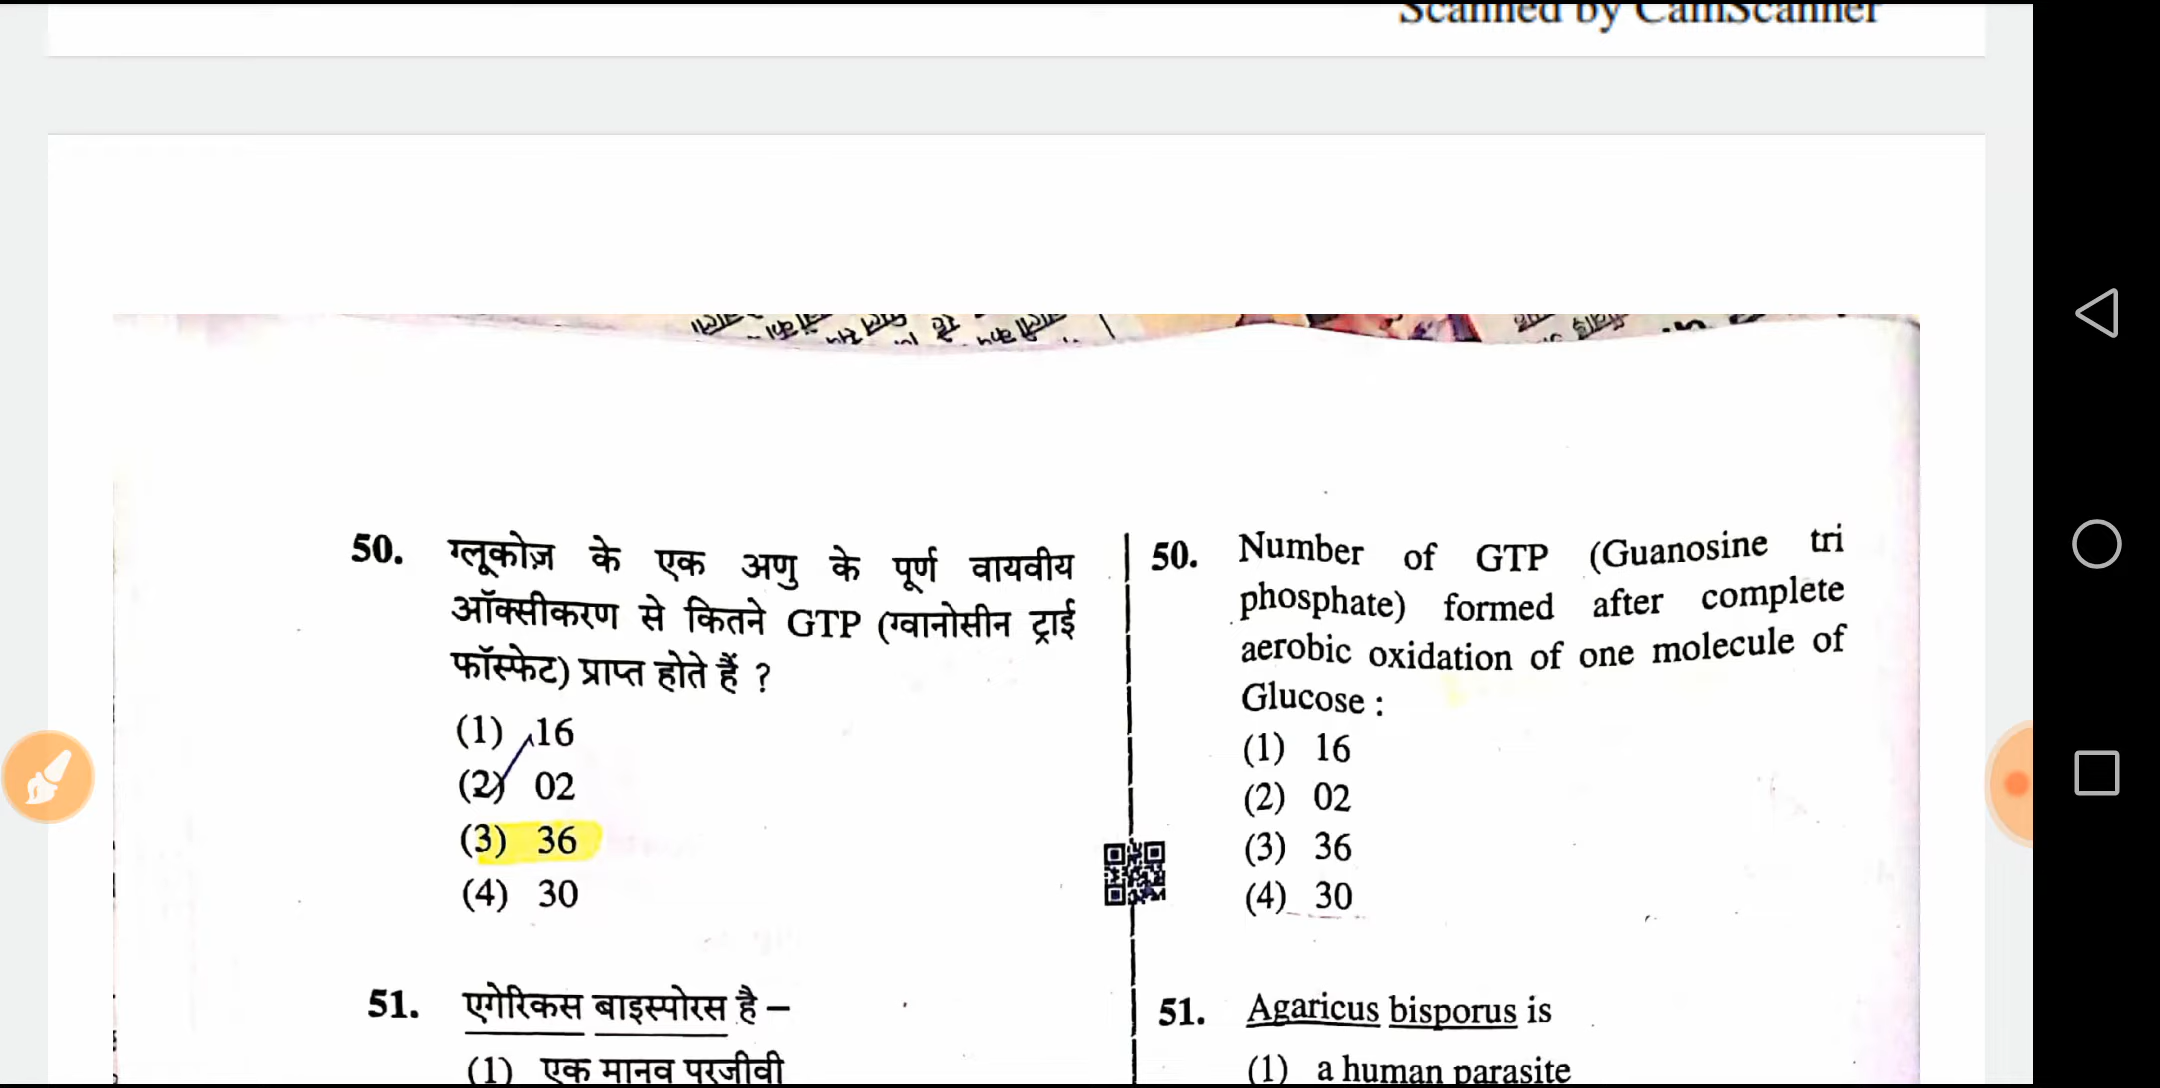 Scanned by CamScanner
50. ग्लूकोज़ के एक अणु के पूर्ण वायवीय
ऑक्सीकरण से कितने GTP (ग्वानोसीन ट्राई
फॉस्फेट) प्राप्त होते हैं ?
(1) 16
(2) 02
(3) 36
(4) 30
51. एगेरिकस बाइस्पोरस है –
(1) एक मानव परजीवी
50. Number of GTP (Guanosine tri
phosphate) formed after complete
aerobic oxidation of one molecule of
Glucose :
(1) 16
(2) 02
(3) 36
(4) 30
51. Agaricus bisporus is
(1) a human parasite